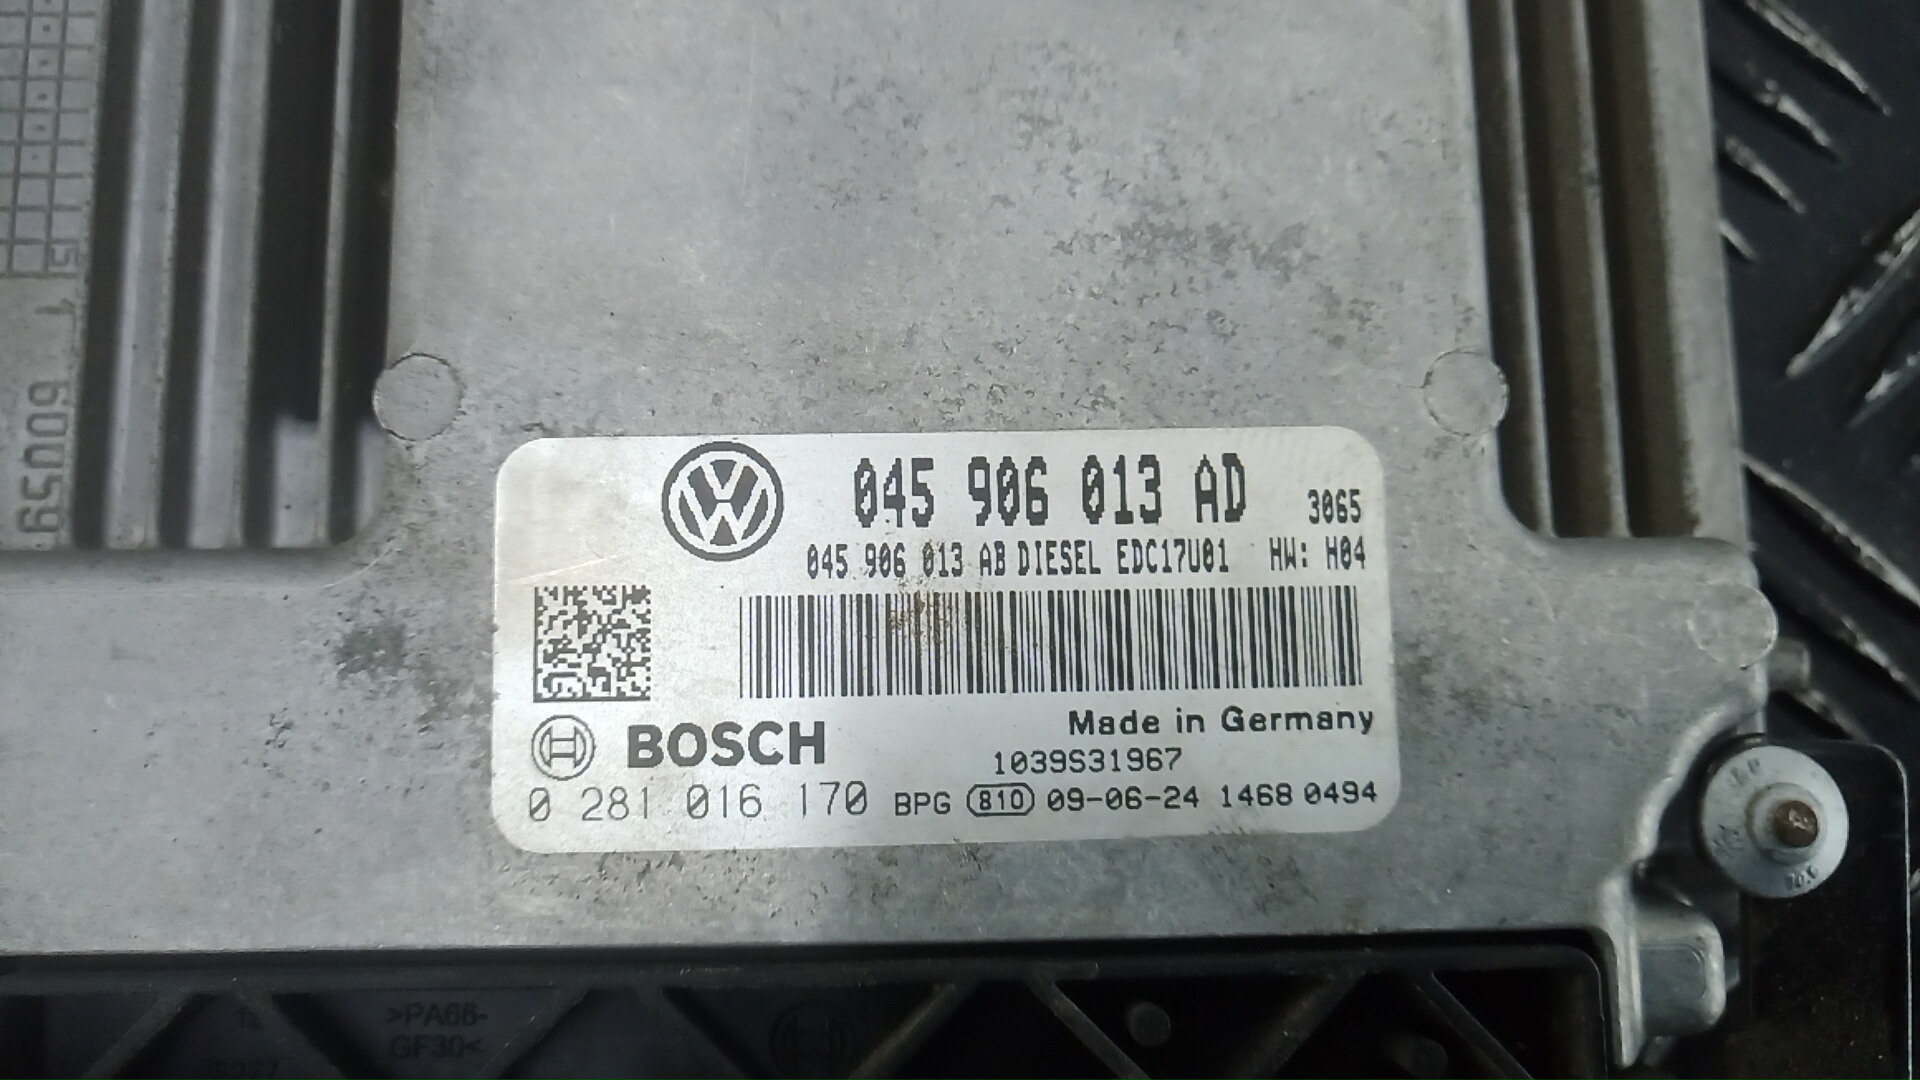 60059
045 906 013 AD 3065
045 906 013 AB DIESEL EDC17U01 HW: H04
Made in Germany
BOSCH
1039S31967
0 281 016 170 BPG 810 09-06-24 1468 0494
>PA66-
GF30<